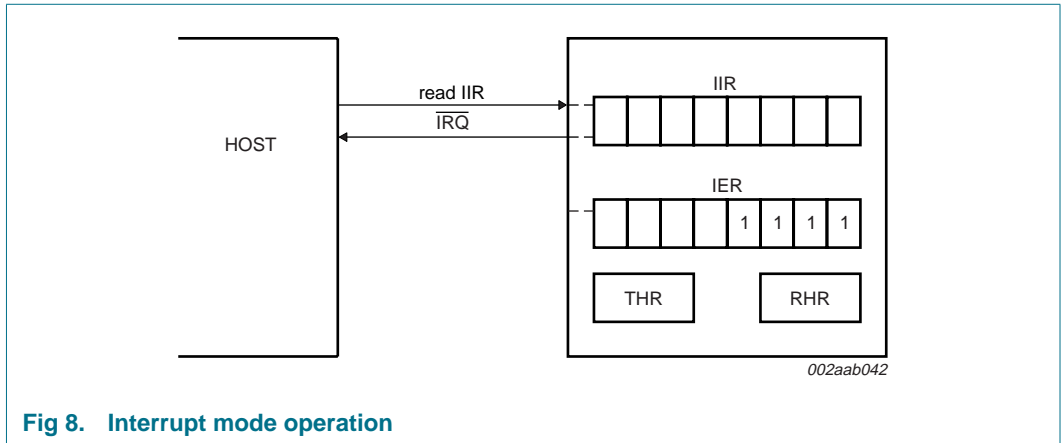 read IIR
IRQ
HOST
IIR
IER
1 1 1 1
THR RHR
002aab042
Fig 8. Interrupt mode operation